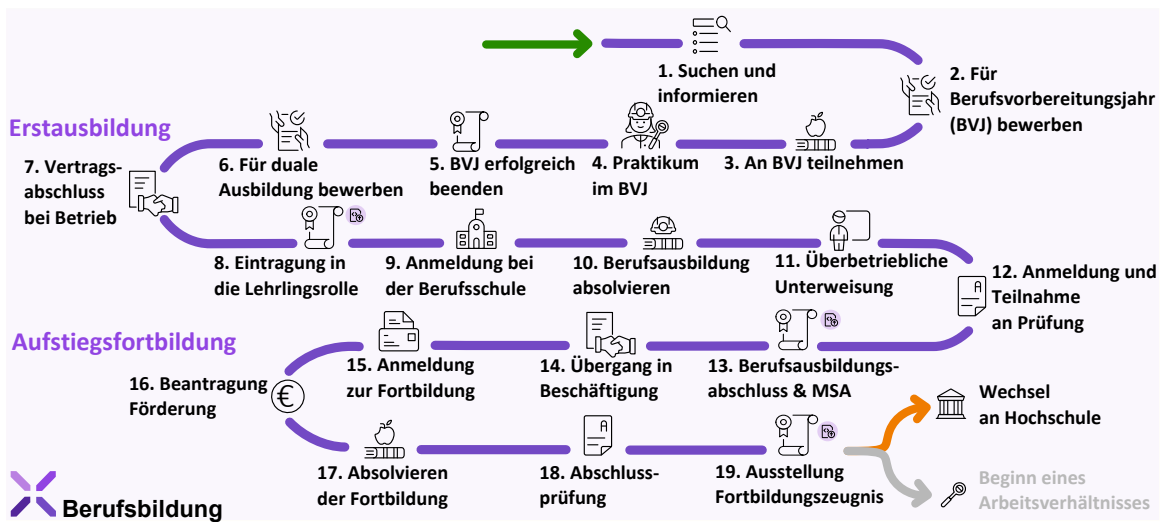 1. Suchen und
informieren
2. Für
Berufsvorbereitungsjahr
(BVJ) bewerben
Erstausbildung
3. An BVJ teilnehmen
4. Praktikum
im BVJ
5. BVJ erfolgreich
beenden
6. Für duale
Ausbildung bewerben
7. Vertrags-
abschluss
bei Betrieb
8. Eintragung in
die Lehrlingsrolle
9. Anmeldung bei
der Berufsschule
10. Berufsausbildung
absolvieren
11. Überbetriebliche
Unterweisung
12. Anmeldung und
Teilnahme
an Prüfung
A
Aufstiegsfortbildung
13. Berufsausbildungs-
abschluss & MSA
14. Übergang in
Beschäftigung
15. Anmeldung
zur Fortbildung
16. Beantragung
Förderung
€
17. Absolvieren
der Fortbildung
A
18. Abschluss-
prüfung
19. Ausstellung
Fortbildungszeugnis
Wechsel
an Hochschule
Beginn eines
Arbeitsverhältnisses
Berufsbildung